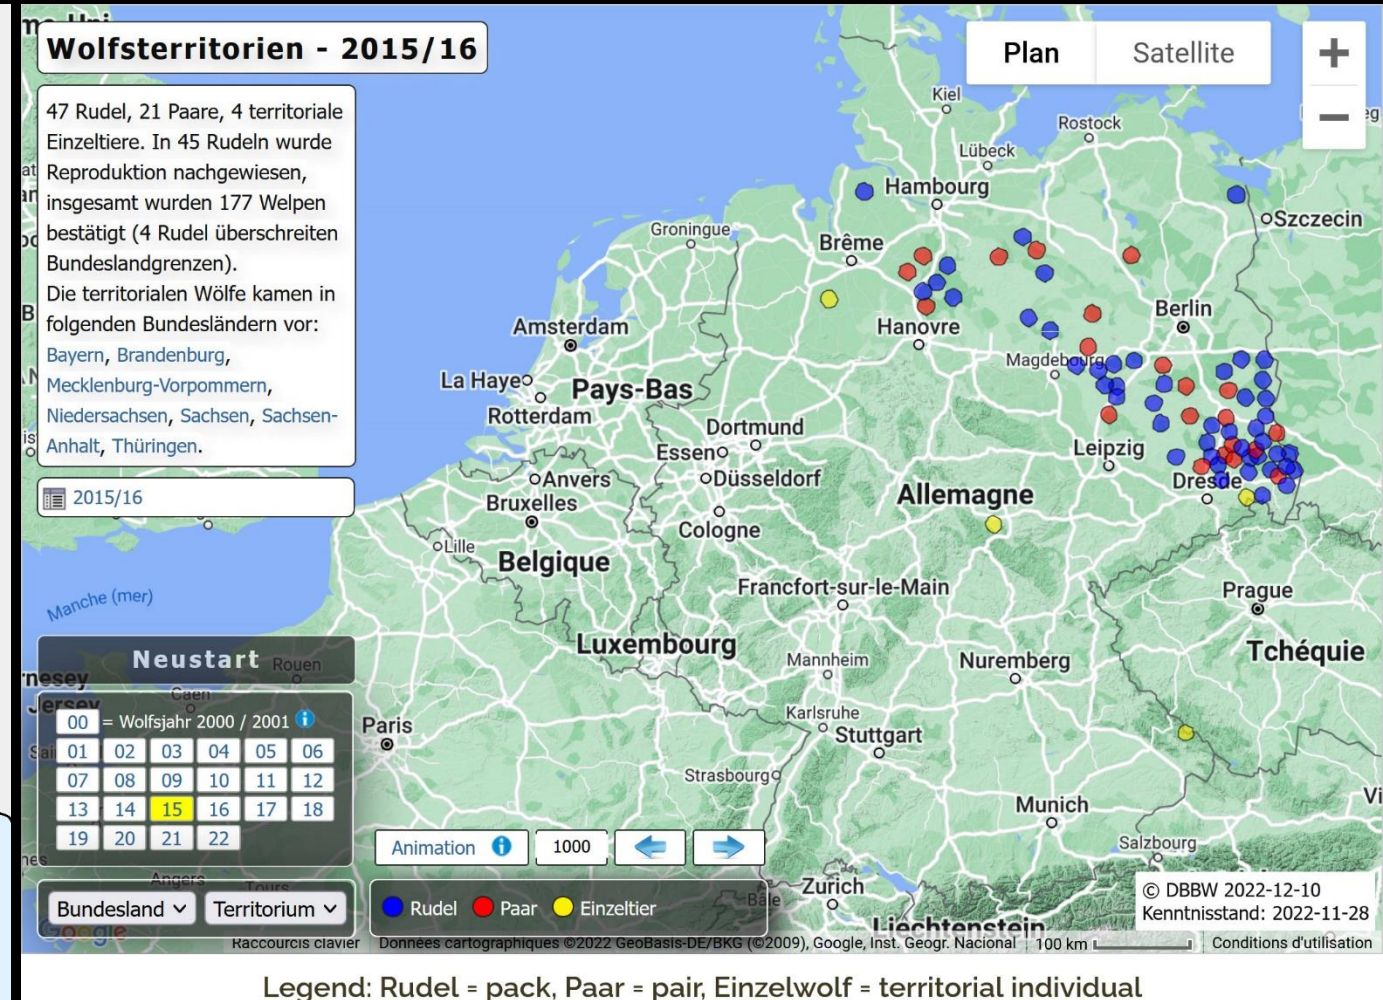 Wolfsterritorien - 2015/16
47 Rudel, 21 Paare, 4 territoriale
Einzeltiere. In 45 Rudeln wurde
Reproduktion nachgewiesen,
insgesamt wurden 177 Welpen
bestätigt (4 Rudel überschreiten
Bundeslandgrenzen).
Die territorialen Wölfe kamen in
folgenden Bundesländern vor:
Bayern, Brandenburg,
Mecklenburg-Vorpommern,
Niedersachsen, Sachsen, Sachsen-
Anhalt, Thüringen.
2015/16
Plan Satellite
+
−
Kiel
Rostock
Lübeck
Hambourg
Szczecin
Groningue
Brême
Berlin
Amsterdam
Hanovre
Magdebourg
La Haye
Pays-Bas
Rotterdam
Dortmund
Essen
Leipzig
Anvers
Düsseldorf
Dresde
Bruxelles
Allemagne
Cologne
Lille
Belgique
Francfort-sur-le-Main
Prague
Manche (mer)
Luxembourg
Mannheim
Nuremberg
Tchéquie
Rouen
Caen
Jersey
Karlsruhe
Paris
Stuttgart
Strasbourg
Munich
Salzbourg
Angers
Tours
Zurich
Bâle
Liechtenstein
Neustart
00 = Wolfsjahr 2000 / 2001 i
01 02 03 04 05 06
07 08 09 10 11 12
13 14 15 16 17 18
19 20 21 22
Animation i 1000
Bundesland Territorium
Rudel Paar Einzeltier
© DBBW 2022-12-10
Kenntnisstand: 2022-11-28
Google
Raccourcis clavier Données cartographiques ©2022 GeoBasis-DE/BKG (©2009), Google, Inst. Geogr. Nacional 100 km Conditions d'utilisation
Legend: Rudel = pack, Paar = pair, Einzelwolf = territorial individual